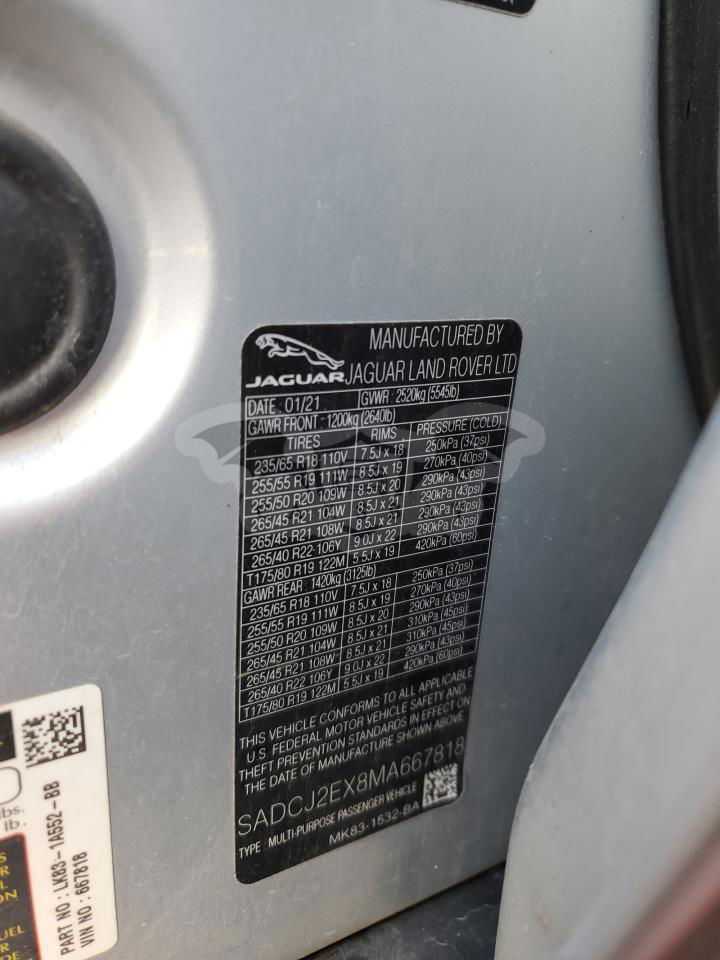 MANUFACTURED BY
JAGUAR JAGUAR LAND ROVER LTD
DATE : 01/21 GVWR : 2520kg (5545lb)
GAWR FRONT : 1200kg (2640lb)
TIRES RIMS PRESSURE (COLD)
235/65 R18 110V 7.5J x 18 250kPa (37psi)
255/55 R19 111W 8.5J x 19 270kPa (40psi)
255/50 R20 109W 8.5J x 20 290kPa (43psi)
265/45 R21 104W 8.5J x 21 290kPa (43psi)
265/45 R21 108W 8.5J x 21 290kPa (43psi)
265/40 R22 106Y 9.0J x 22 290kPa (43psi)
T175/80 R19 122M 5.5J x 19 420kPa (60psi)
GAWR REAR : 1420kg (3125lb)
235/65 R18 110V 7.5J x 18 250kPa (37psi)
255/55 R19 111W 8.5J x 19 270kPa (40psi)
255/50 R20 109W 8.5J x 20 290kPa (43psi)
265/45 R21 104W 8.5J x 21 310kPa (45psi)
265/45 R21 108W 8.5J x 21 310kPa (45psi)
265/40 R22 106Y 9.0J x 22 290kPa (43psi)
T175/80 R19 122M 5.5J x 19 420kPa (60psi)
THIS VEHICLE CONFORMS TO ALL APPLICABLE
U.S. FEDERAL MOTOR VEHICLE SAFETY AND
THEFT PREVENTION STANDARDS IN EFFECT ON
THE DATE OF MANUFACTURE SHOWN ABOVE
SADCJ2EX8MA667818
TYPE : MULTI-PURPOSE PASSENGER VEHICLE
MK83-1532-BA
lbs.
lb.
PART NO : LK83-1A552-BB
VIN NO : 667818